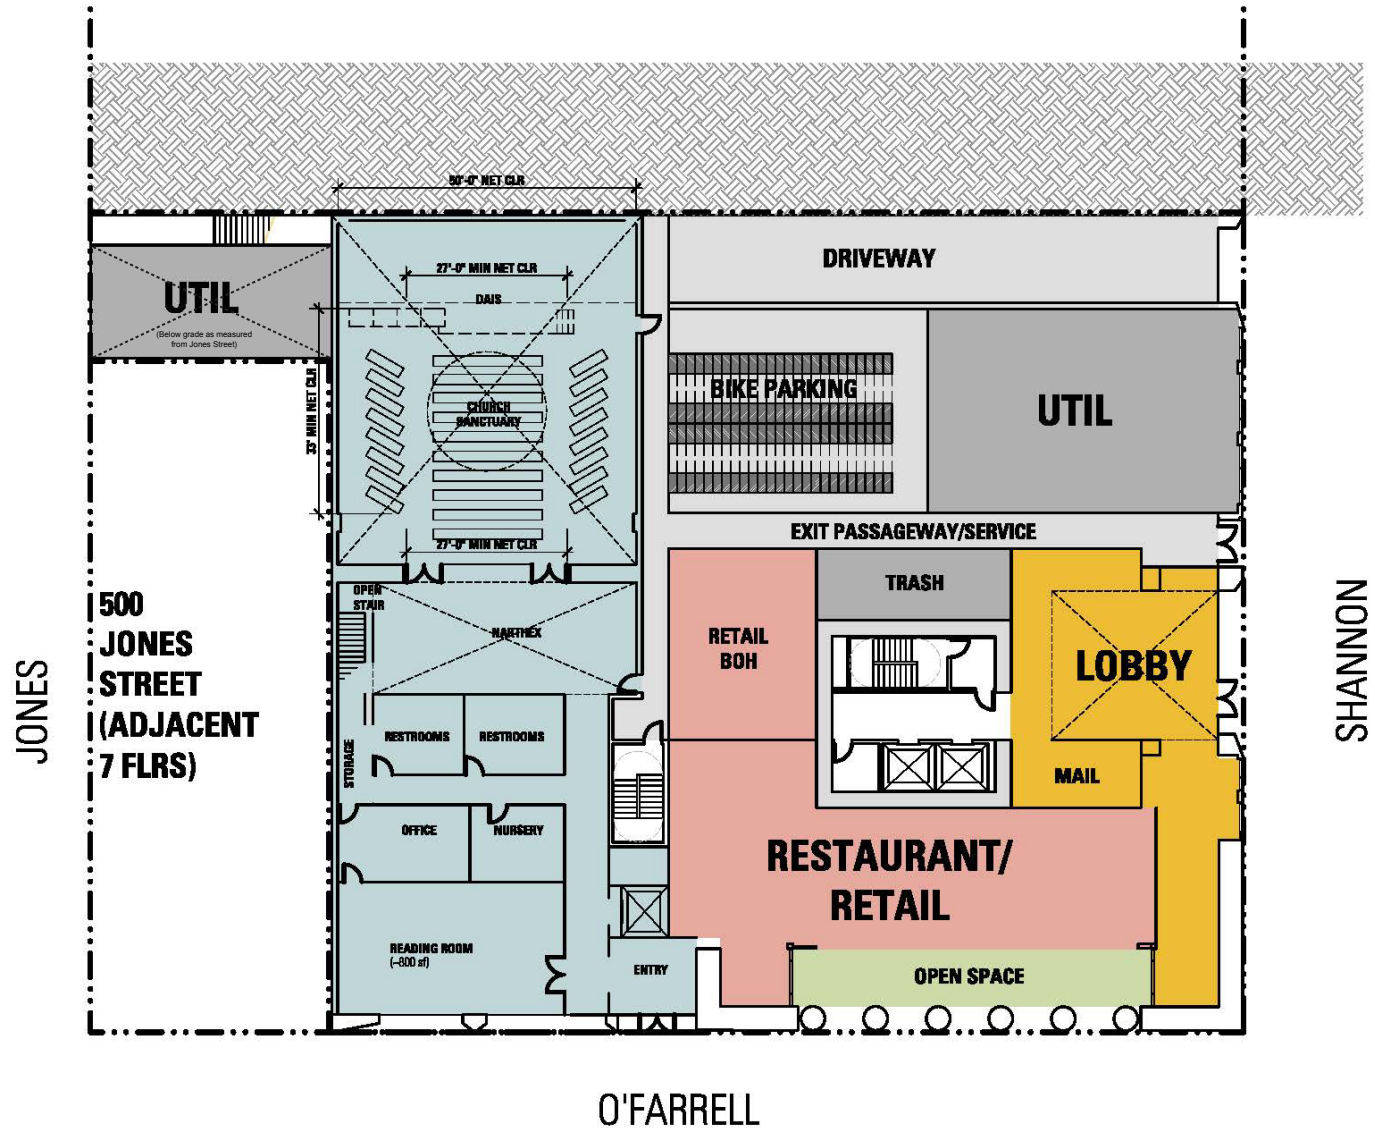 50'-0" NET CLR
DRIVEWAY
27'-0" MIN NET CLR
DAIS
UTIL
(Below grade as measured
from Jones Street)
33' MIN NET CLR
BIKE PARKING
UTIL
CHURCH
SANCTUARY
EXIT PASSAGEWAY/SERVICE
27'-0" MIN NET CLR
TRASH
OPEN
STAIR
500
JONES
STREET
(ADJACENT
7 FLRS)
NARTHEX
RETAIL
BOH
LOBBY
JONES
SHANNON
RESTROOMS
RESTROOMS
STORAGE
MAIL
OFFICE
NURSERY
RESTAURANT/
RETAIL
READING ROOM
(~800 sf)
ENTRY
OPEN SPACE
O'FARRELL